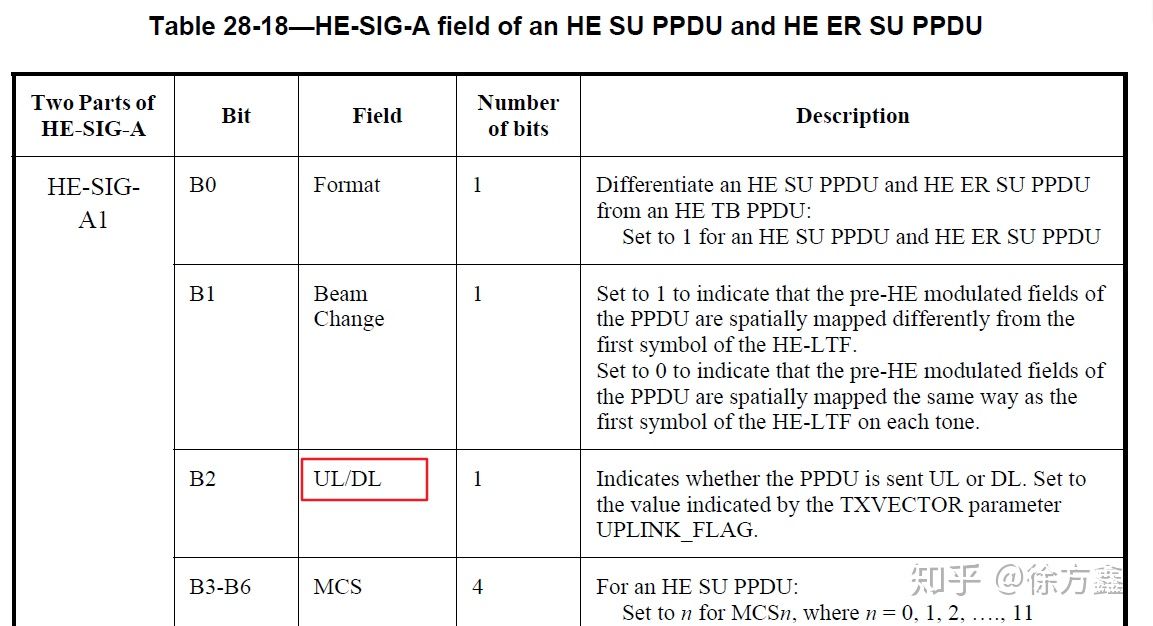 Table 28-18—HE-SIG-A field of an HE SU PPDU and HE ER SU PPDU
Two Parts of
HE-SIG-A
Bit
Field
Number
of bits
Description
HE-SIG-
A1
B0
Format
1
Differentiate an HE SU PPDU and HE ER SU PPDU
from an HE TB PPDU:
Set to 1 for an HE SU PPDU and HE ER SU PPDU
B1
Beam
Change
1
Set to 1 to indicate that the pre-HE modulated fields of
the PPDU are spatially mapped differently from the
first symbol of the HE-LTF.
Set to 0 to indicate that the pre-HE modulated fields of
the PPDU are spatially mapped the same way as the
first symbol of the HE-LTF on each tone.
B2
UL/DL
1
Indicates whether the PPDU is sent UL or DL. Set to
the value indicated by the TXVECTOR parameter
UPLINK_FLAG.
B3-B6
MCS
4
For an HE SU PPDU:
Set to n for MCSn, where n = 0, 1, 2, …., 11
知乎 @徐方鑫